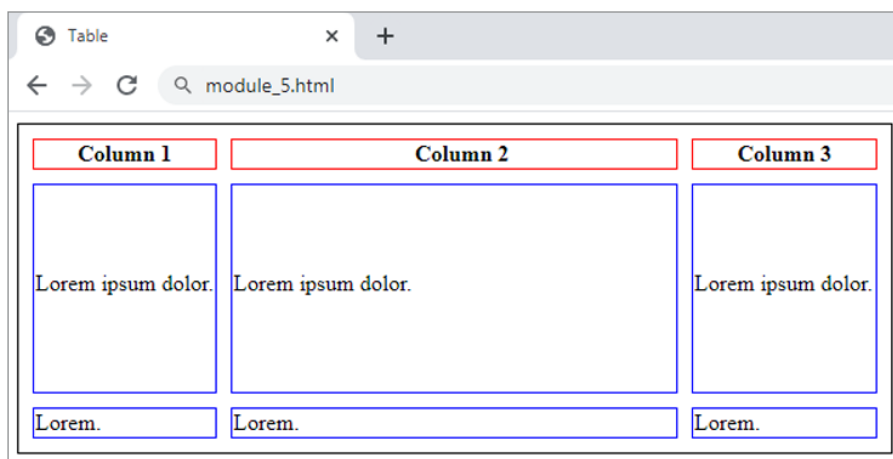 Table
module_5.html
Column 1 Column 2 Column 3
Lorem ipsum dolor. Lorem ipsum dolor. Lorem ipsum dolor.
Lorem. Lorem. Lorem.